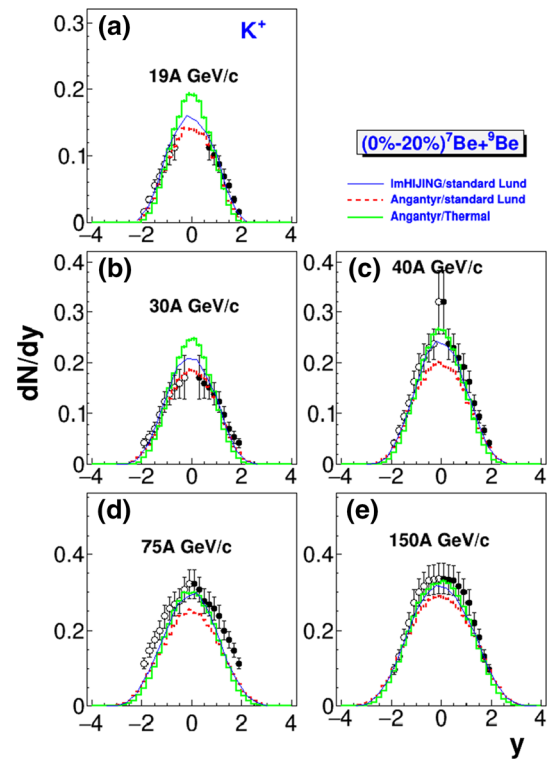 (a)
K+
19A GeV/c
0.3
0.2
0.1
0
−4 −2 0 2 4
(0%-20%)⁷Be+⁹Be
ImHIJING/standard Lund
Angantyr/standard Lund
Angantyr/Thermal
(b)
30A GeV/c
0.4
0.3
0.2
0.1
0
−4 −2 0 2 4
(c)
40A GeV/c
0.4
0.3
0.2
0.1
0
−4 −2 0 2 4
dN/dy
(d)
75A GeV/c
0.4
0.2
0
−4 −2 0 2 4
(e)
150A GeV/c
0.4
0.2
0
−4 −2 0 2 4
y